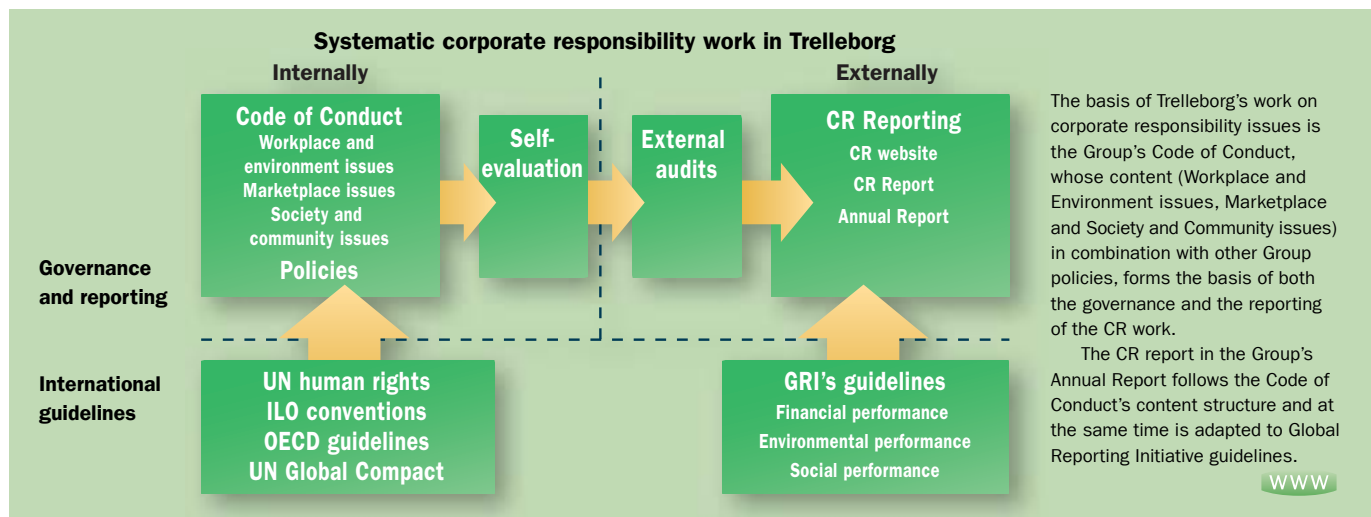 Systematic corporate responsibility work in Trelleborg
Internally
Externally
Code of Conduct
Workplace and
environment issues
Marketplace issues
Society and
community issues
Policies
Self-
evaluation
External
audits
CR Reporting
CR website
CR Report
Annual Report
Governance
and reporting
International
guidelines
UN human rights
ILO conventions
OECD guidelines
UN Global Compact
GRI's guidelines
Financial performance
Environmental performance
Social performance
The basis of Trelleborg's work on
corporate responsibility issues is
the Group's Code of Conduct,
whose content (Workplace and
Environment issues, Marketplace
and Society and Community issues)
in combination with other Group
policies, forms the basis of both
the governance and the reporting
of the CR work.
The CR report in the Group's
Annual Report follows the Code of
Conduct's content structure and at
the same time is adapted to Global
Reporting Initiative guidelines.
WWW